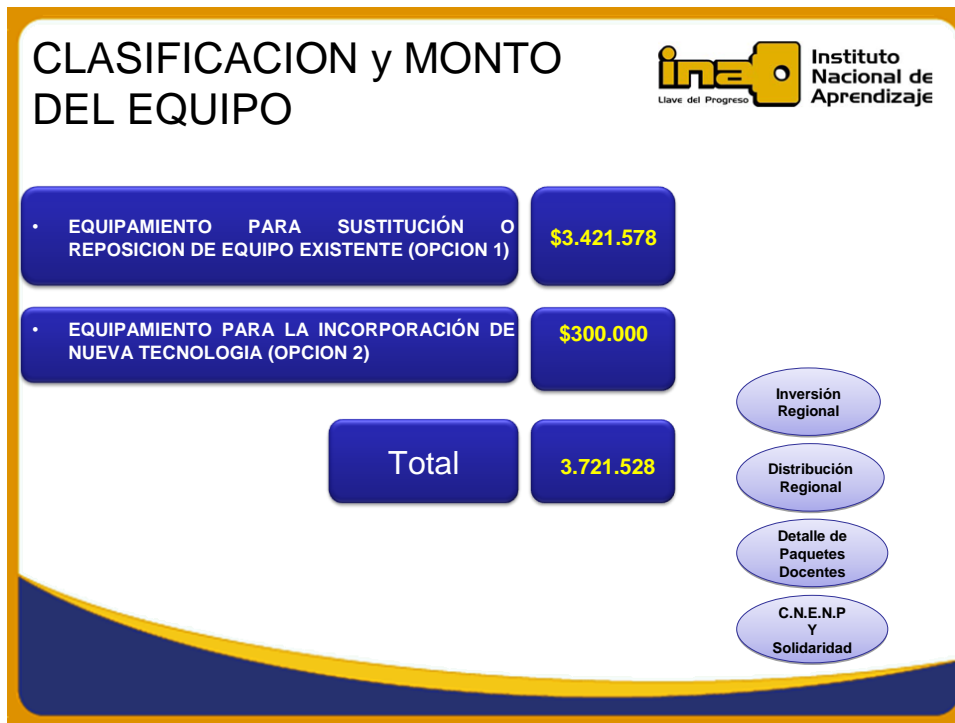 CLASIFICACION y MONTO
DEL EQUIPO
ina
Llave del Progreso
Instituto
Nacional de
Aprendizaje
• EQUIPAMIENTO PARA SUSTITUCIÓN O
REPOSICION DE EQUIPO EXISTENTE (OPCION 1)
$3.421.578
• EQUIPAMIENTO PARA LA INCORPORACIÓN DE
NUEVA TECNOLOGIA (OPCION 2)
$300.000
Total
3.721.528
Inversión
Regional
Distribución
Regional
Detalle de
Paquetes
Docentes
C.N.E.N.P
Y
Solidaridad